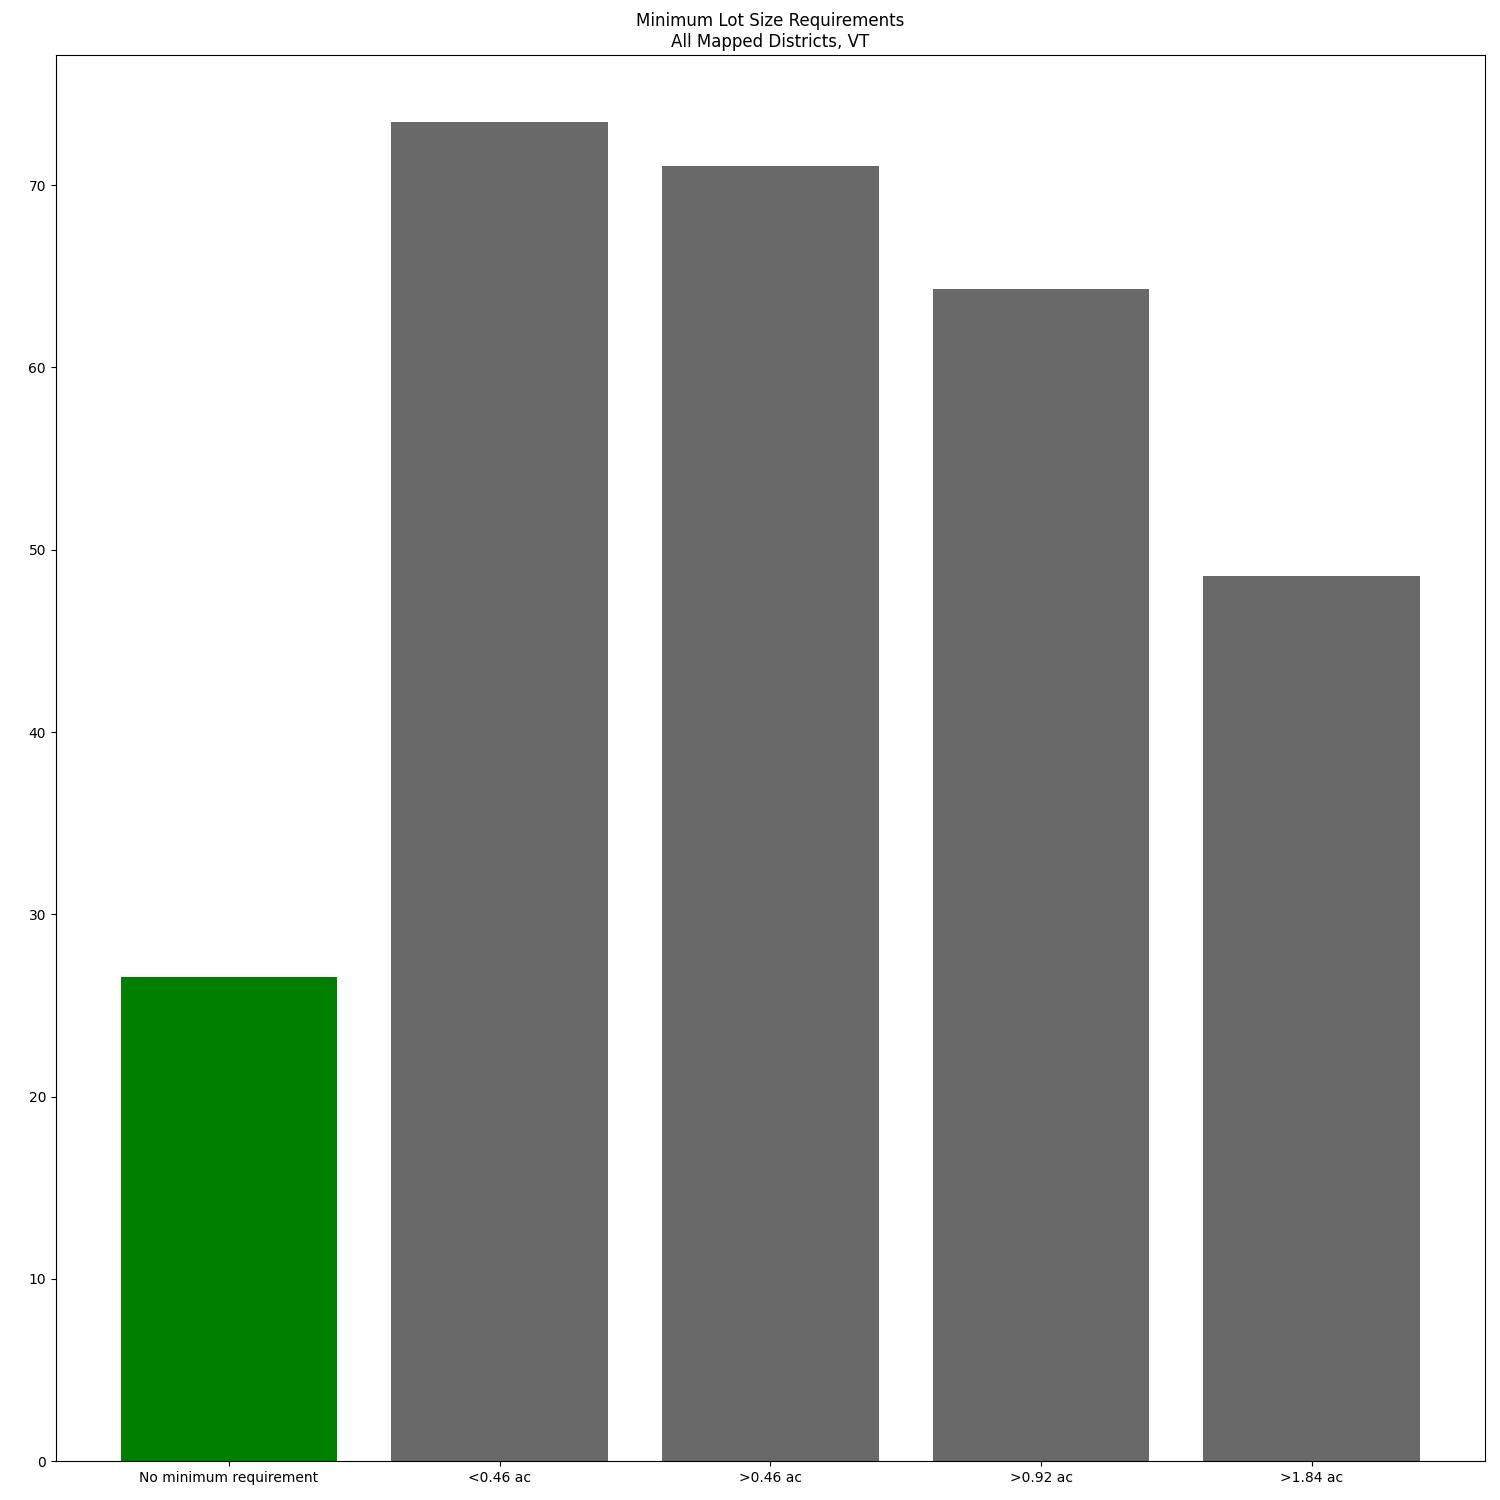 Minimum Lot Size Requirements
All Mapped Districts, VT
70
60
50
40
30
20
10
0
No minimum requirement
<0.46 ac
>0.46 ac
>0.92 ac
>1.84 ac